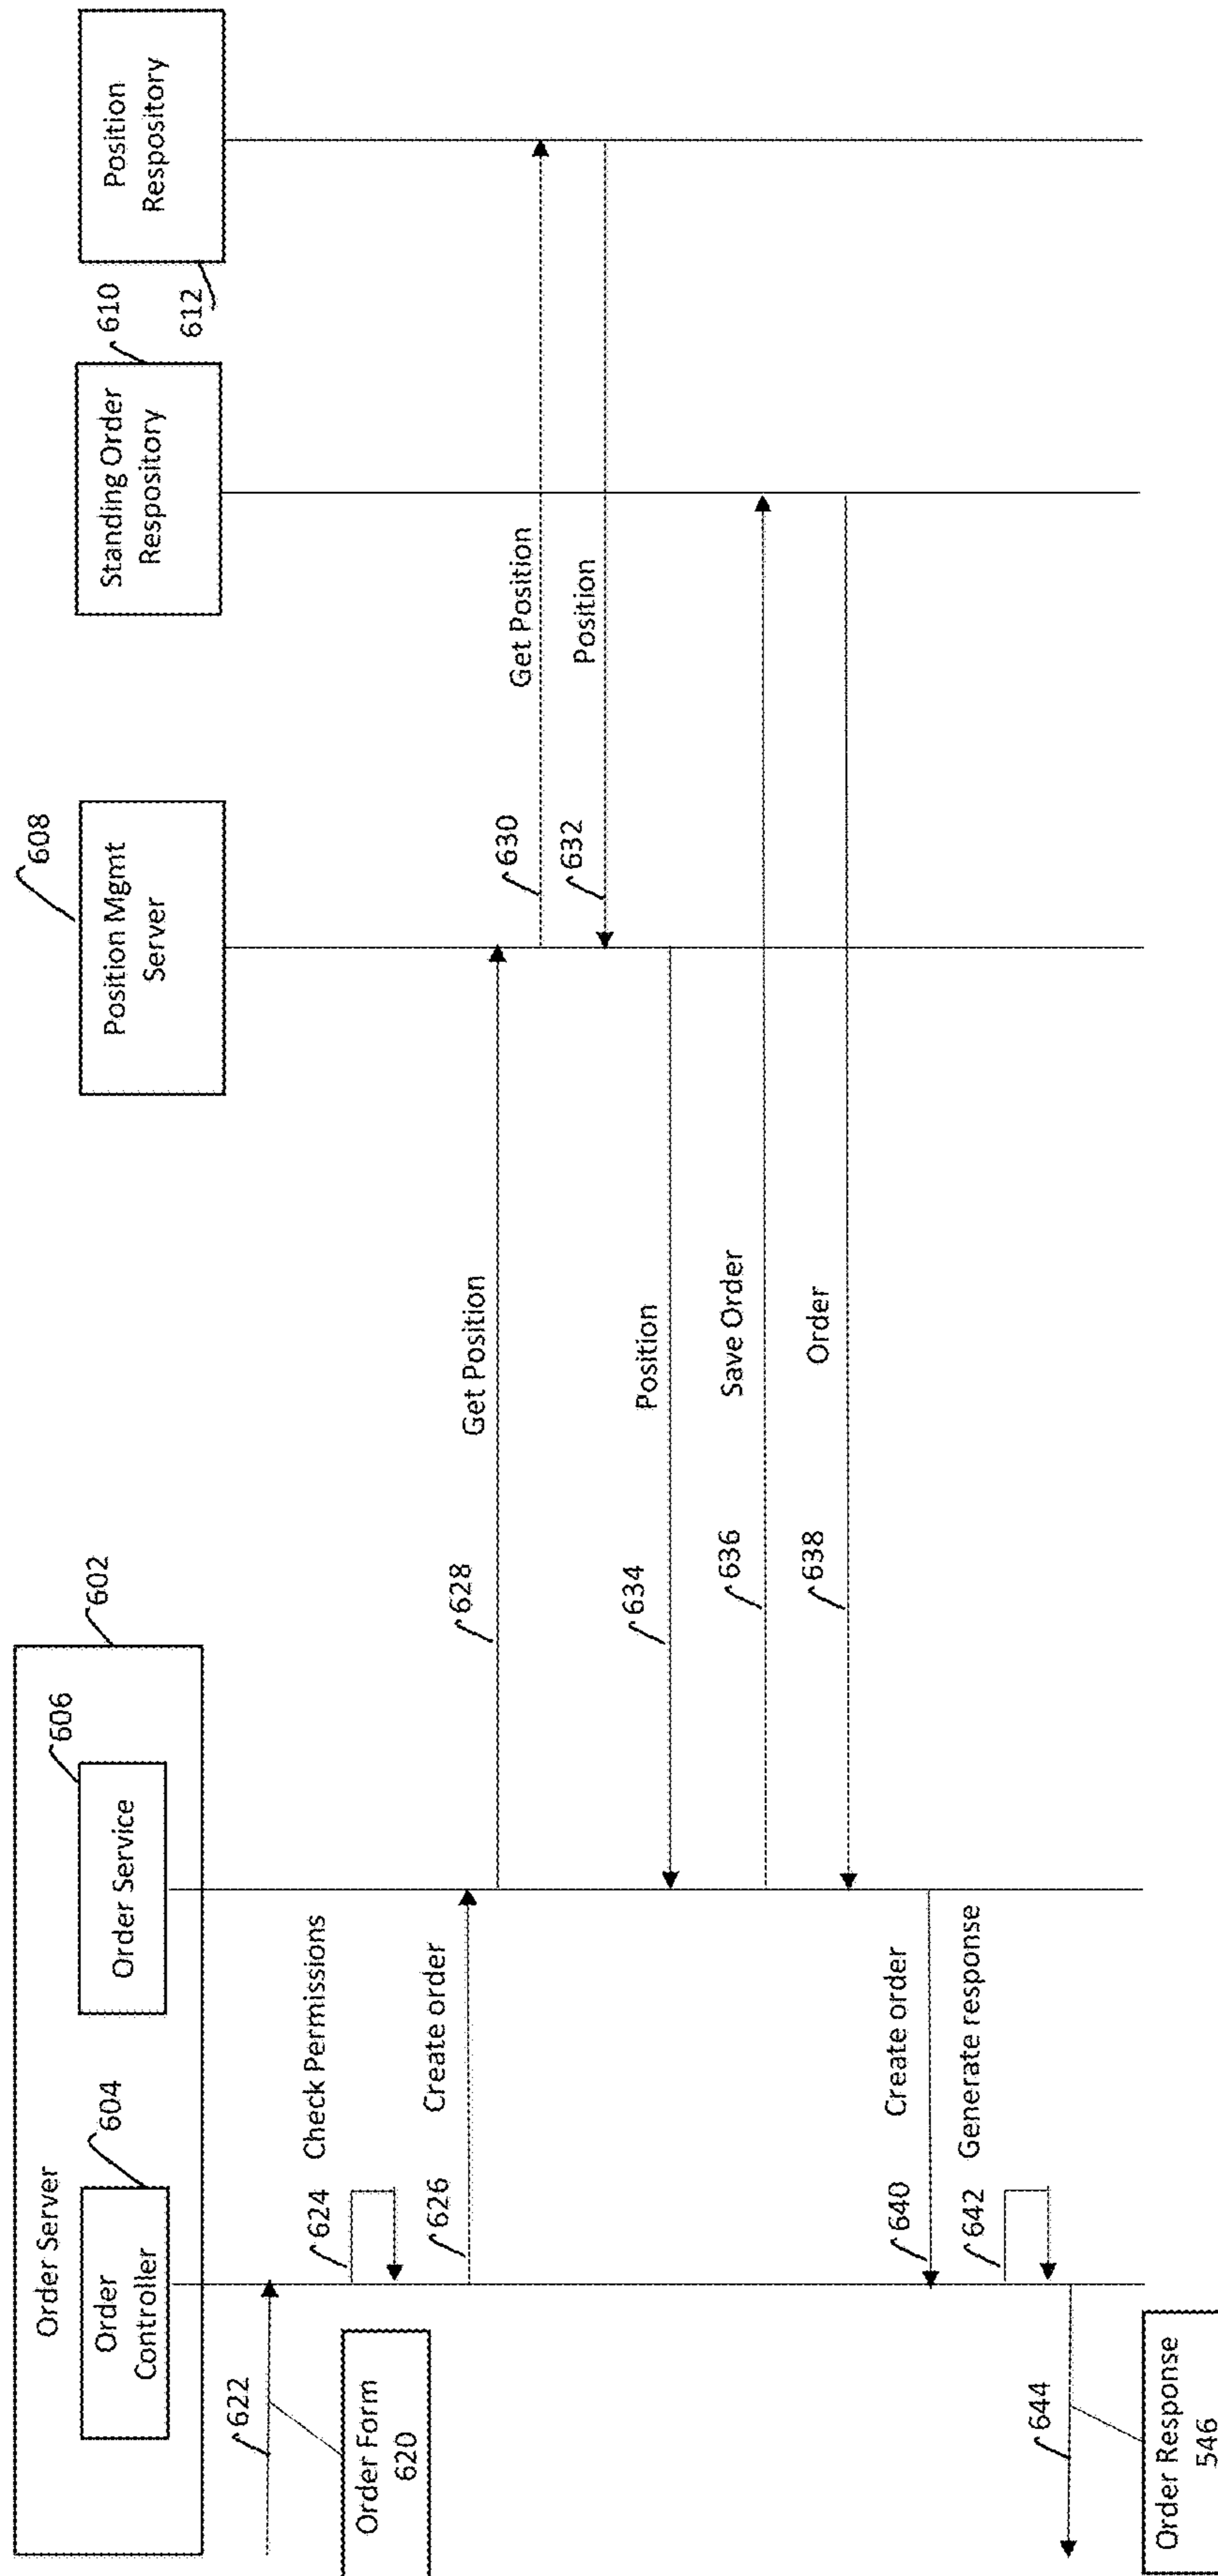 Order Server
602
Order
Controller
604
Order Service
606
Position Mgmt
Server
608
Standing Order
Respository
610
Position
Respository
612
622
Order Form
620
624
Check Permissions
626
Create order
628
Get Position
630
Get Position
632
Position
634
Position
636
Save Order
638
Order
640
Create order
642
Generate response
644
Order Response
546